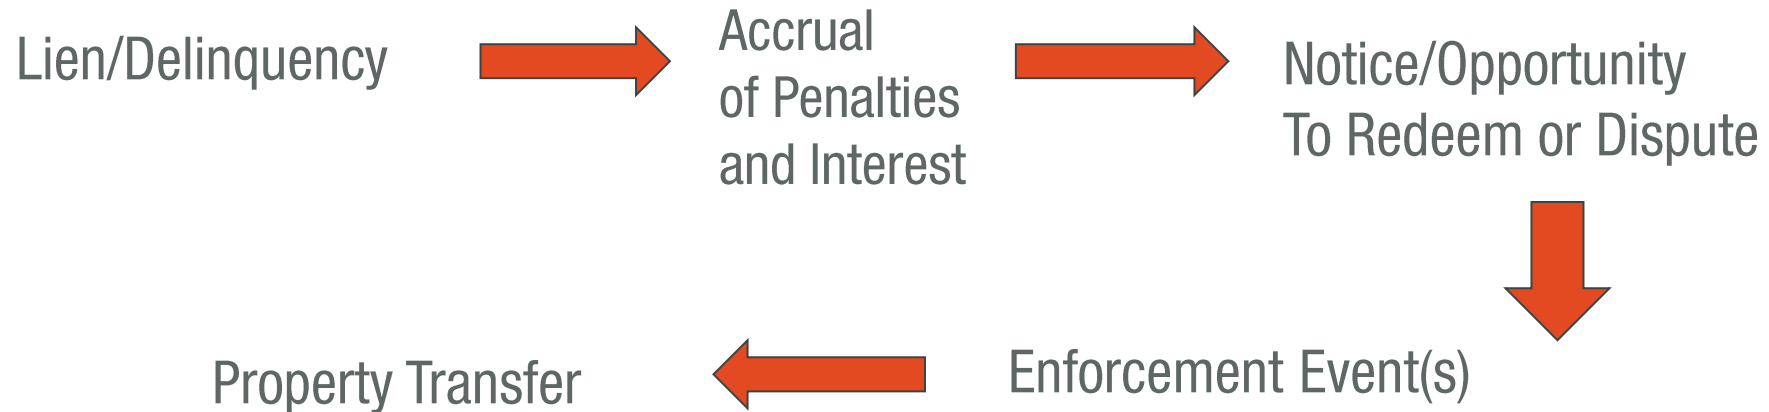 Lien/Delinquency
Accrual
of Penalties
and Interest
Notice/Opportunity
To Redeem or Dispute
Enforcement Event(s)
Property Transfer